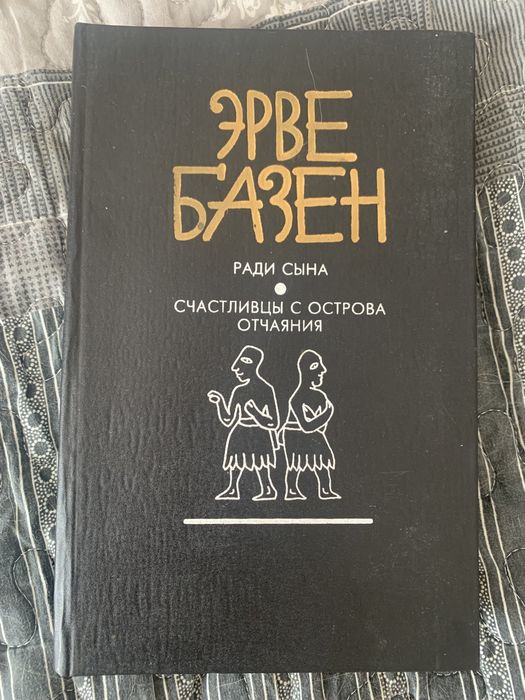 ЭРВЕ
БАЗЕН
РАДИ СЫНА
СЧАСТЛИВЦЫ С ОСТРОВА
ОТЧАЯНИЯ